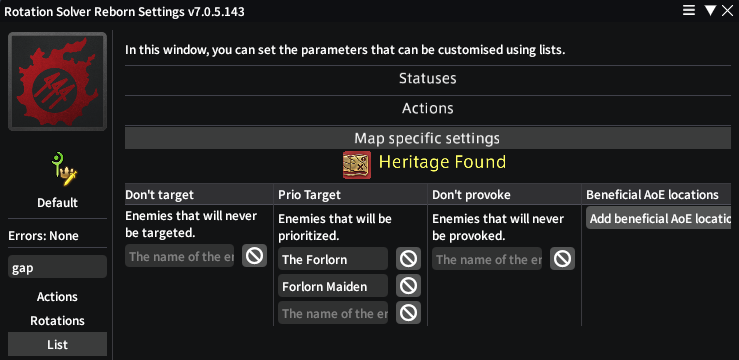 Rotation Solver Reborn Settings v7.0.5.143
In this window, you can set the parameters that can be customised using lists.
Statuses
Actions
Map specific settings
Heritage Found
Default
Errors: None
gap
Actions
Rotations
List
Don't target
Enemies that will never
be targeted.
The name of the en
Prio Target
Enemies that will be
prioritized.
The Forlorn
Forlorn Maiden
The name of the en
Don't provoke
Enemies that will never
be provoked.
The name of the en
Beneficial AoE locations
Add beneficial AoE locatio